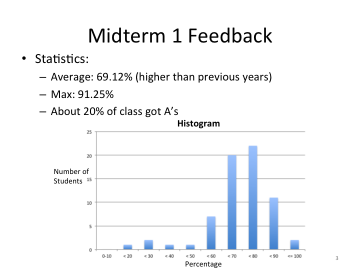 Midterm 1 Feedback
• Statistics:
– Average: 69.12% (higher than previous years)
– Max: 91.25%
– About 20% of class got A's
Histogram
25
20
Number of
Students
15
10
5
0
0-10 < 20 < 30 < 40 < 50 < 60 < 70 < 80 < 90 <= 100
Percentage
1